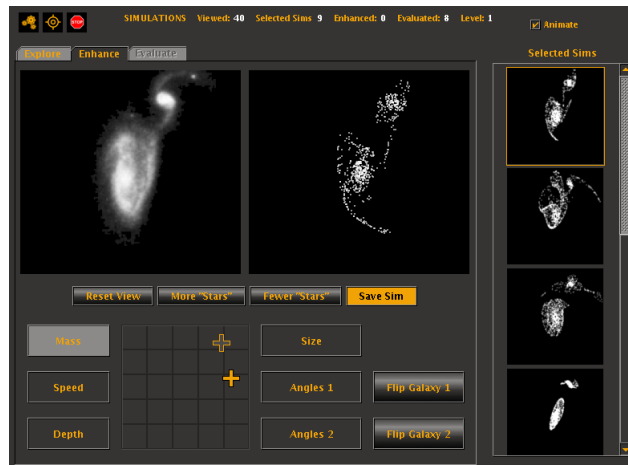 SIMULATIONS Viewed: 40 Selected Sims 9 Enhanced: 0 Evaluated: 8 Level: 1
Animate
STOP
Explore Enhance Evaluate
Selected Sims
Reset View More "Stars" Fewer "Stars" Save Sim
Mass Size
Speed Angles 1 Flip Galaxy 1
Depth Angles 2 Flip Galaxy 2